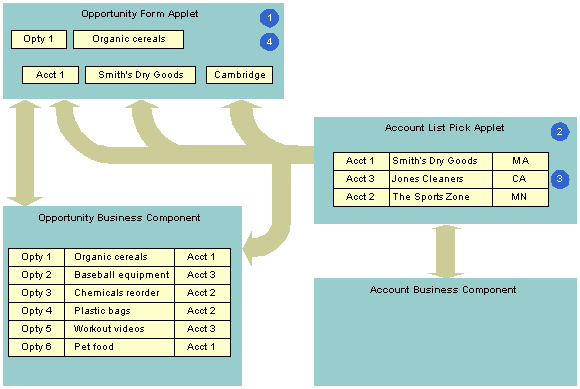 Opportunity Form Applet
1
Opty 1 Organic cereals
4
Acct 1 Smith's Dry Goods Cambridge
Account List Pick Applet
2
Acct 1 Smith's Dry Goods MA
Acct 3 Jones Cleaners CA
3
Acct 2 The Sports Zone MN
Opportunity Business Component
Opty 1 Organic cereals Acct 1
Opty 2 Baseball equipment Acct 3
Opty 3 Chemicals reorder Acct 2
Opty 4 Plastic bags Acct 2
Opty 5 Workout videos Acct 3
Opty 6 Pet food Acct 1
Account Business Component